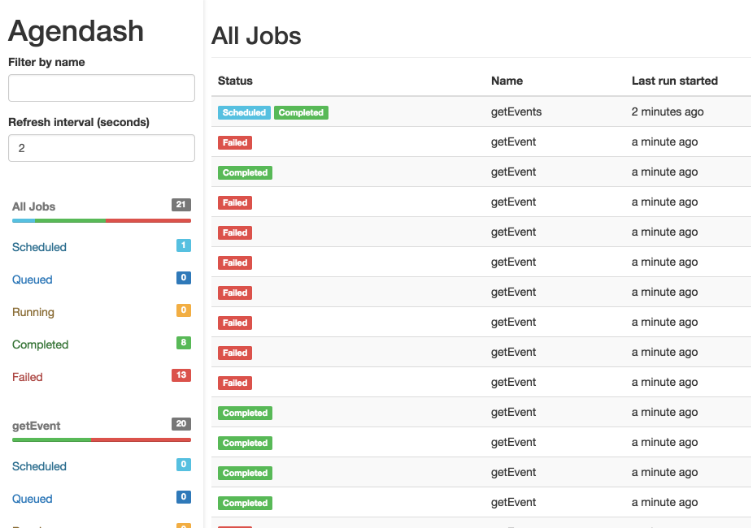 Agendash
Filter by name
Refresh interval (seconds)
2
All Jobs 21
Scheduled 1
Queued 0
Running 0
Completed 8
Failed 13
getEvent 20
Scheduled 0
Queued 0
All Jobs
Status Name Last run started
Scheduled Completed getEvents 2 minutes ago
Failed getEvent a minute ago
Completed getEvent a minute ago
Failed getEvent a minute ago
Failed getEvent a minute ago
Failed getEvent a minute ago
Failed getEvent a minute ago
Failed getEvent a minute ago
Failed getEvent a minute ago
Failed getEvent a minute ago
Completed getEvent a minute ago
Completed getEvent a minute ago
Completed getEvent a minute ago
Completed getEvent a minute ago